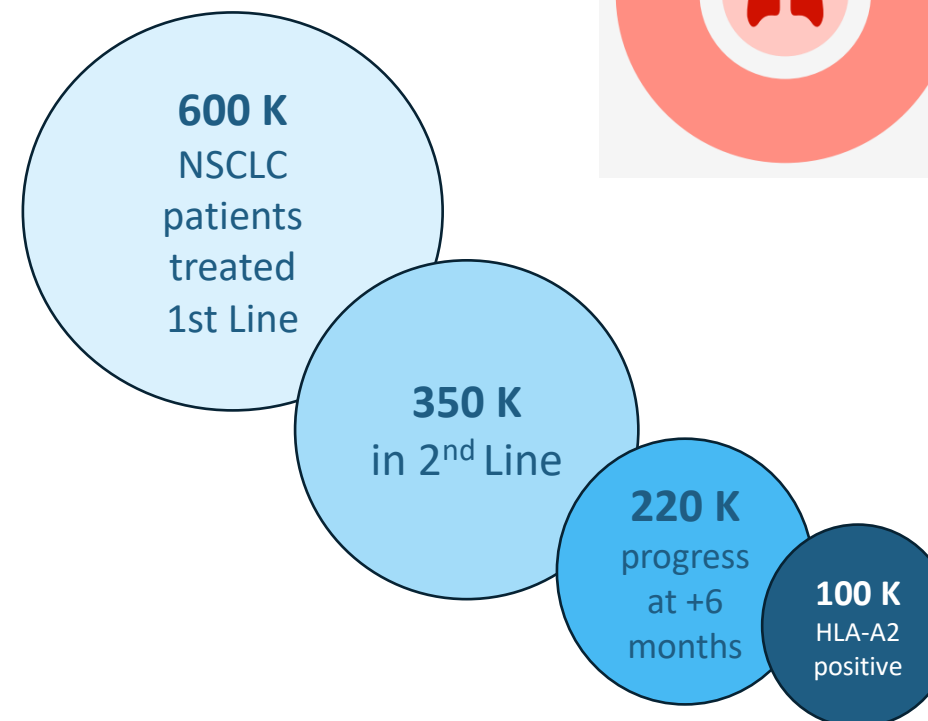 600 K
NSCLC
patients
treated
1st Line
350 K
in 2nd Line
220 K
progress
at +6
months
100 K
HLA-A2
positive